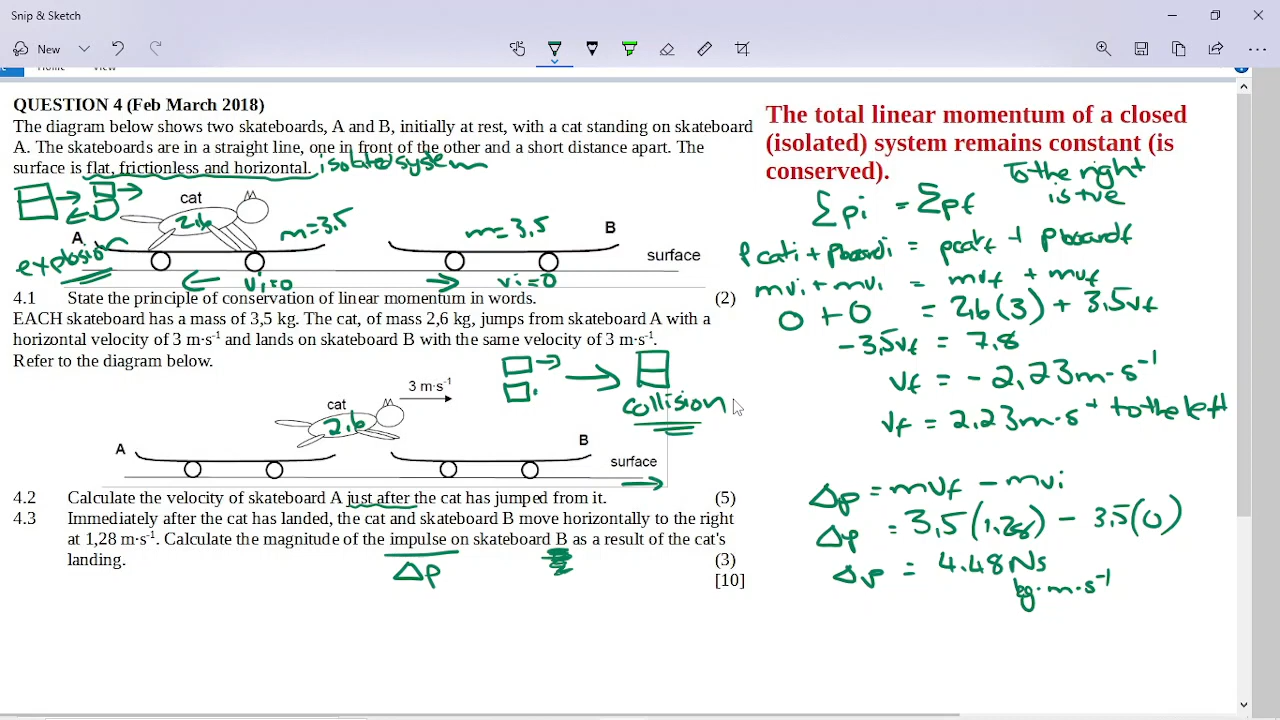 Snip & Sketch
New
QUESTION 4 (Feb March 2018)
The diagram below shows two skateboards, A and B, initially at rest, with a cat standing on skateboard
A. The skateboards are in a straight line, one in front of the other and a short distance apart. The
surface is flat, frictionless and horizontal. isolated system
cat
2.6
m=3.5
m=3.5
A
B
surface
explosion
vi=0
vi=0
4.1 State the principle of conservation of linear momentum in words. (2)
EACH skateboard has a mass of 3,5 kg. The cat, of mass 2,6 kg, jumps from skateboard A with a
horizontal velocity of 3 m·s⁻¹ and lands on skateboard B with the same velocity of 3 m·s⁻¹.
Refer to the diagram below.
3 m·s⁻¹
cat
2.6
collision
A
B
surface
4.2 Calculate the velocity of skateboard A just after the cat has jumped from it. (5)
4.3 Immediately after the cat has landed, the cat and skateboard B move horizontally to the right
at 1,28 m·s⁻¹. Calculate the magnitude of the impulse on skateboard B as a result of the cat's
landing. (3)
Δp
[10]
The total linear momentum of a closed
(isolated) system remains constant (is
conserved).
To the right
is +ve
Σpi = Σpf
pcati + pboardi = pcatf + pboardf
mvi + mvi = mvf + mvf
0 + 0 = 2,6(3) + 3.5vf
-3,5vf = 7.8
vf = -2,23m·s⁻¹
vf = 2.23m·s⁻¹ to the left
Δp = mvf - mvi
Δp = 3,5(1,28) - 3.5(0)
Δp = 4.48Ns
kg·m·s⁻¹